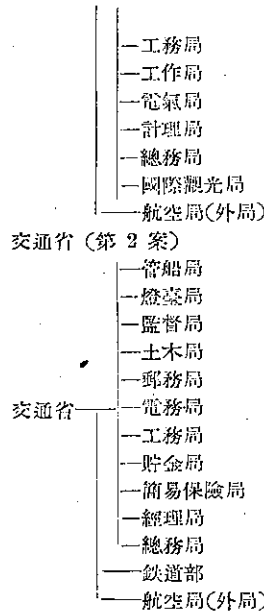 工務局
工作局
電氣局
計理局
總務局
國際觀光局
航空局(外局)
交通省 (第 2 案)
管船局
燈臺局
監督局
土木局
郵務局
交通省
電務局
工務局
貯金局
簡易保險局
經理局
總務局
鉄道部
航空局(外局)